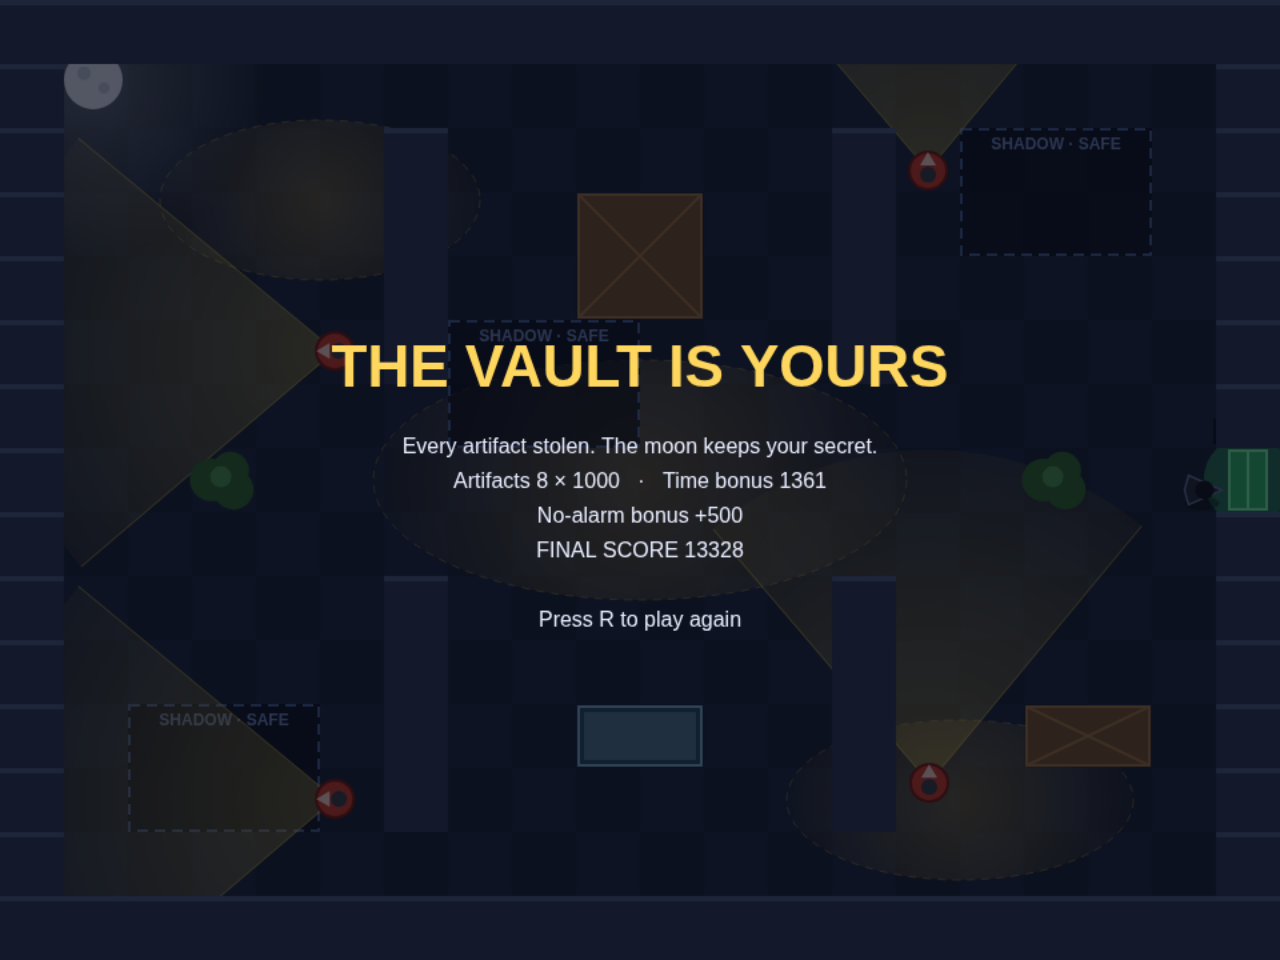 SHADOW · SAFE
SHADOW · SAFE
THE VAULT IS YOURS
Every artifact stolen. The moon keeps your secret.
Artifacts 8 × 1000 · Time bonus 1361
No-alarm bonus +500
FINAL SCORE 13328
Press R to play again
SHADOW · SAFE